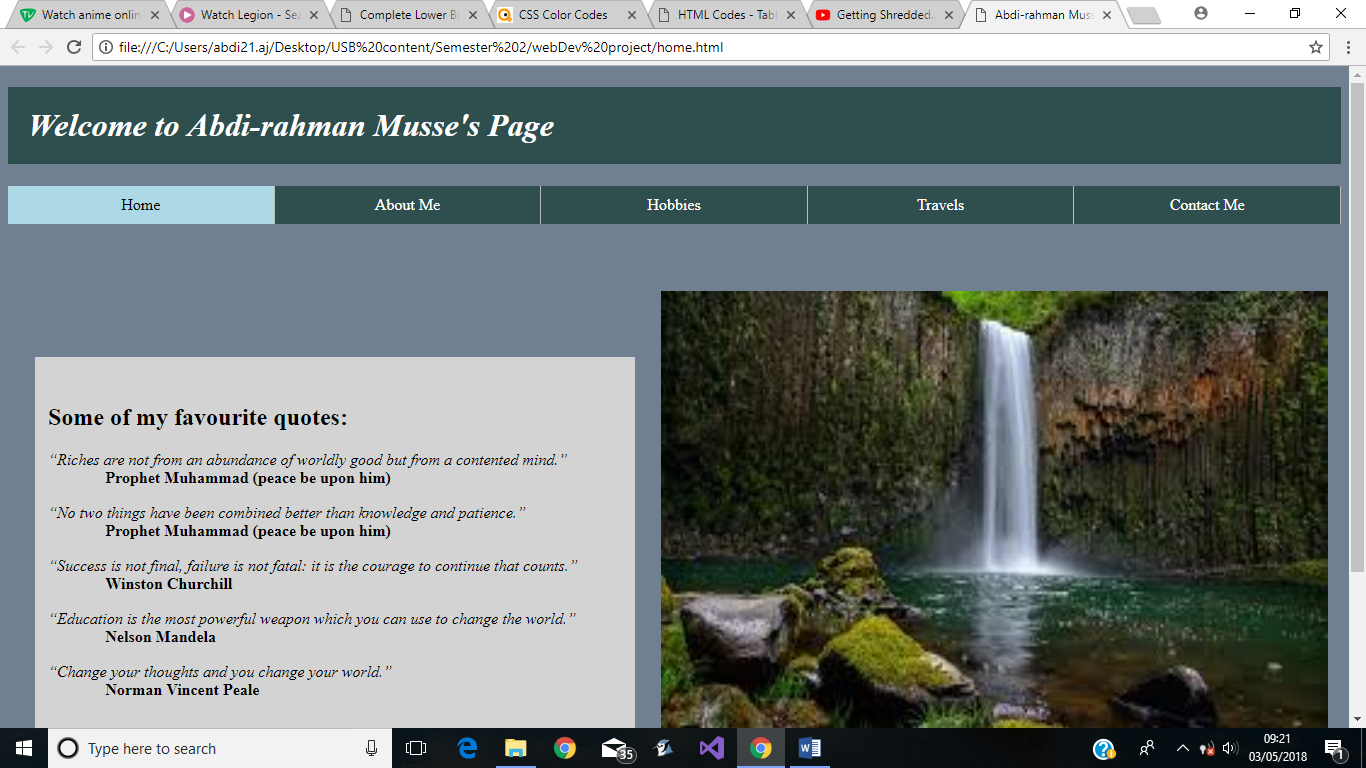 Watch anime onlin
Watch Legion - Sea
Complete Lower Bo
CSS Color Codes
HTML Codes - Tabl
Getting Shredded.
Abdi-rahman Mus
file:///C:/Users/abdi21.aj/Desktop/USB%20content/Semester%202/webDev%20project/home.html
Welcome to Abdi-rahman Musse's Page
Home
About Me
Hobbies
Travels
Contact Me
Some of my favourite quotes:
“Riches are not from an abundance of worldly good but from a contented mind.”
Prophet Muhammad (peace be upon him)
“No two things have been combined better than knowledge and patience.”
Prophet Muhammad (peace be upon him)
“Success is not final, failure is not fatal: it is the courage to continue that counts.”
Winston Churchill
“Education is the most powerful weapon which you can use to change the world.”
Nelson Mandela
“Change your thoughts and you change your world.”
Norman Vincent Peale
Type here to search
35
09:21
03/05/2018
1